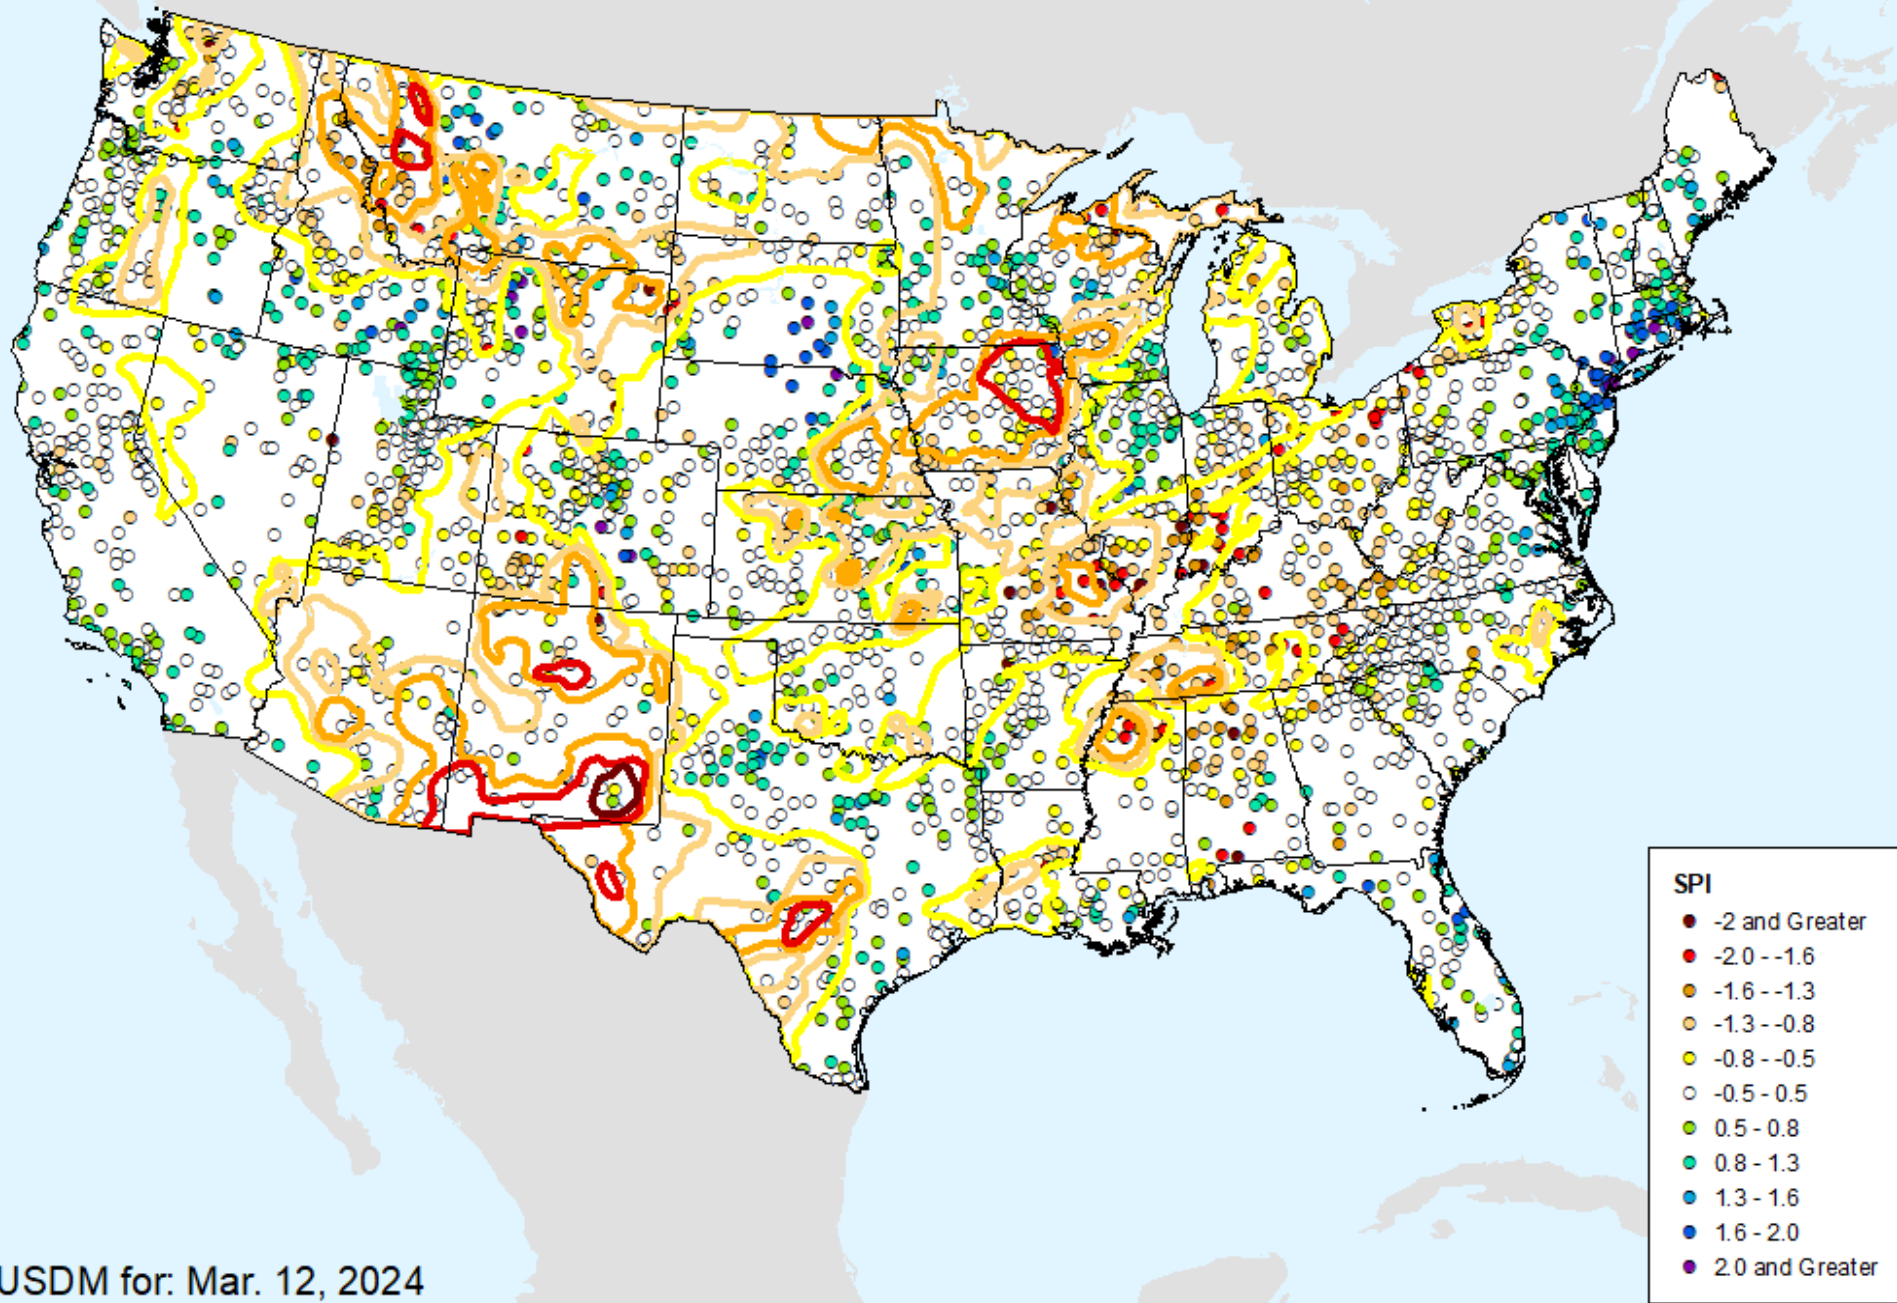 SPI
-2 and Greater
-2.0 - -1.6
-1.6 - -1.3
-1.3 - -0.8
-0.8 - -0.5
-0.5 - 0.5
0.5 - 0.8
0.8 - 1.3
1.3 - 1.6
1.6 - 2.0
2.0 and Greater
USDM for: Mar. 12, 2024